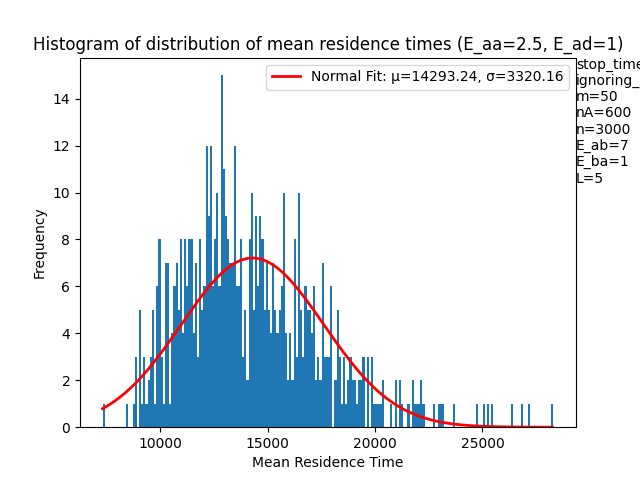 Histogram of distribution of mean residence times (E_aa=2.5, E_ad=1)
Normal Fit: μ=14293.24, σ=3320.16
stop_time
ignoring_
m=50
nA=600
n=3000
E_ab=7
E_ba=1
L=5
Frequency
14
12
10
8
6
4
2
0
10000 15000 20000 25000
Mean Residence Time